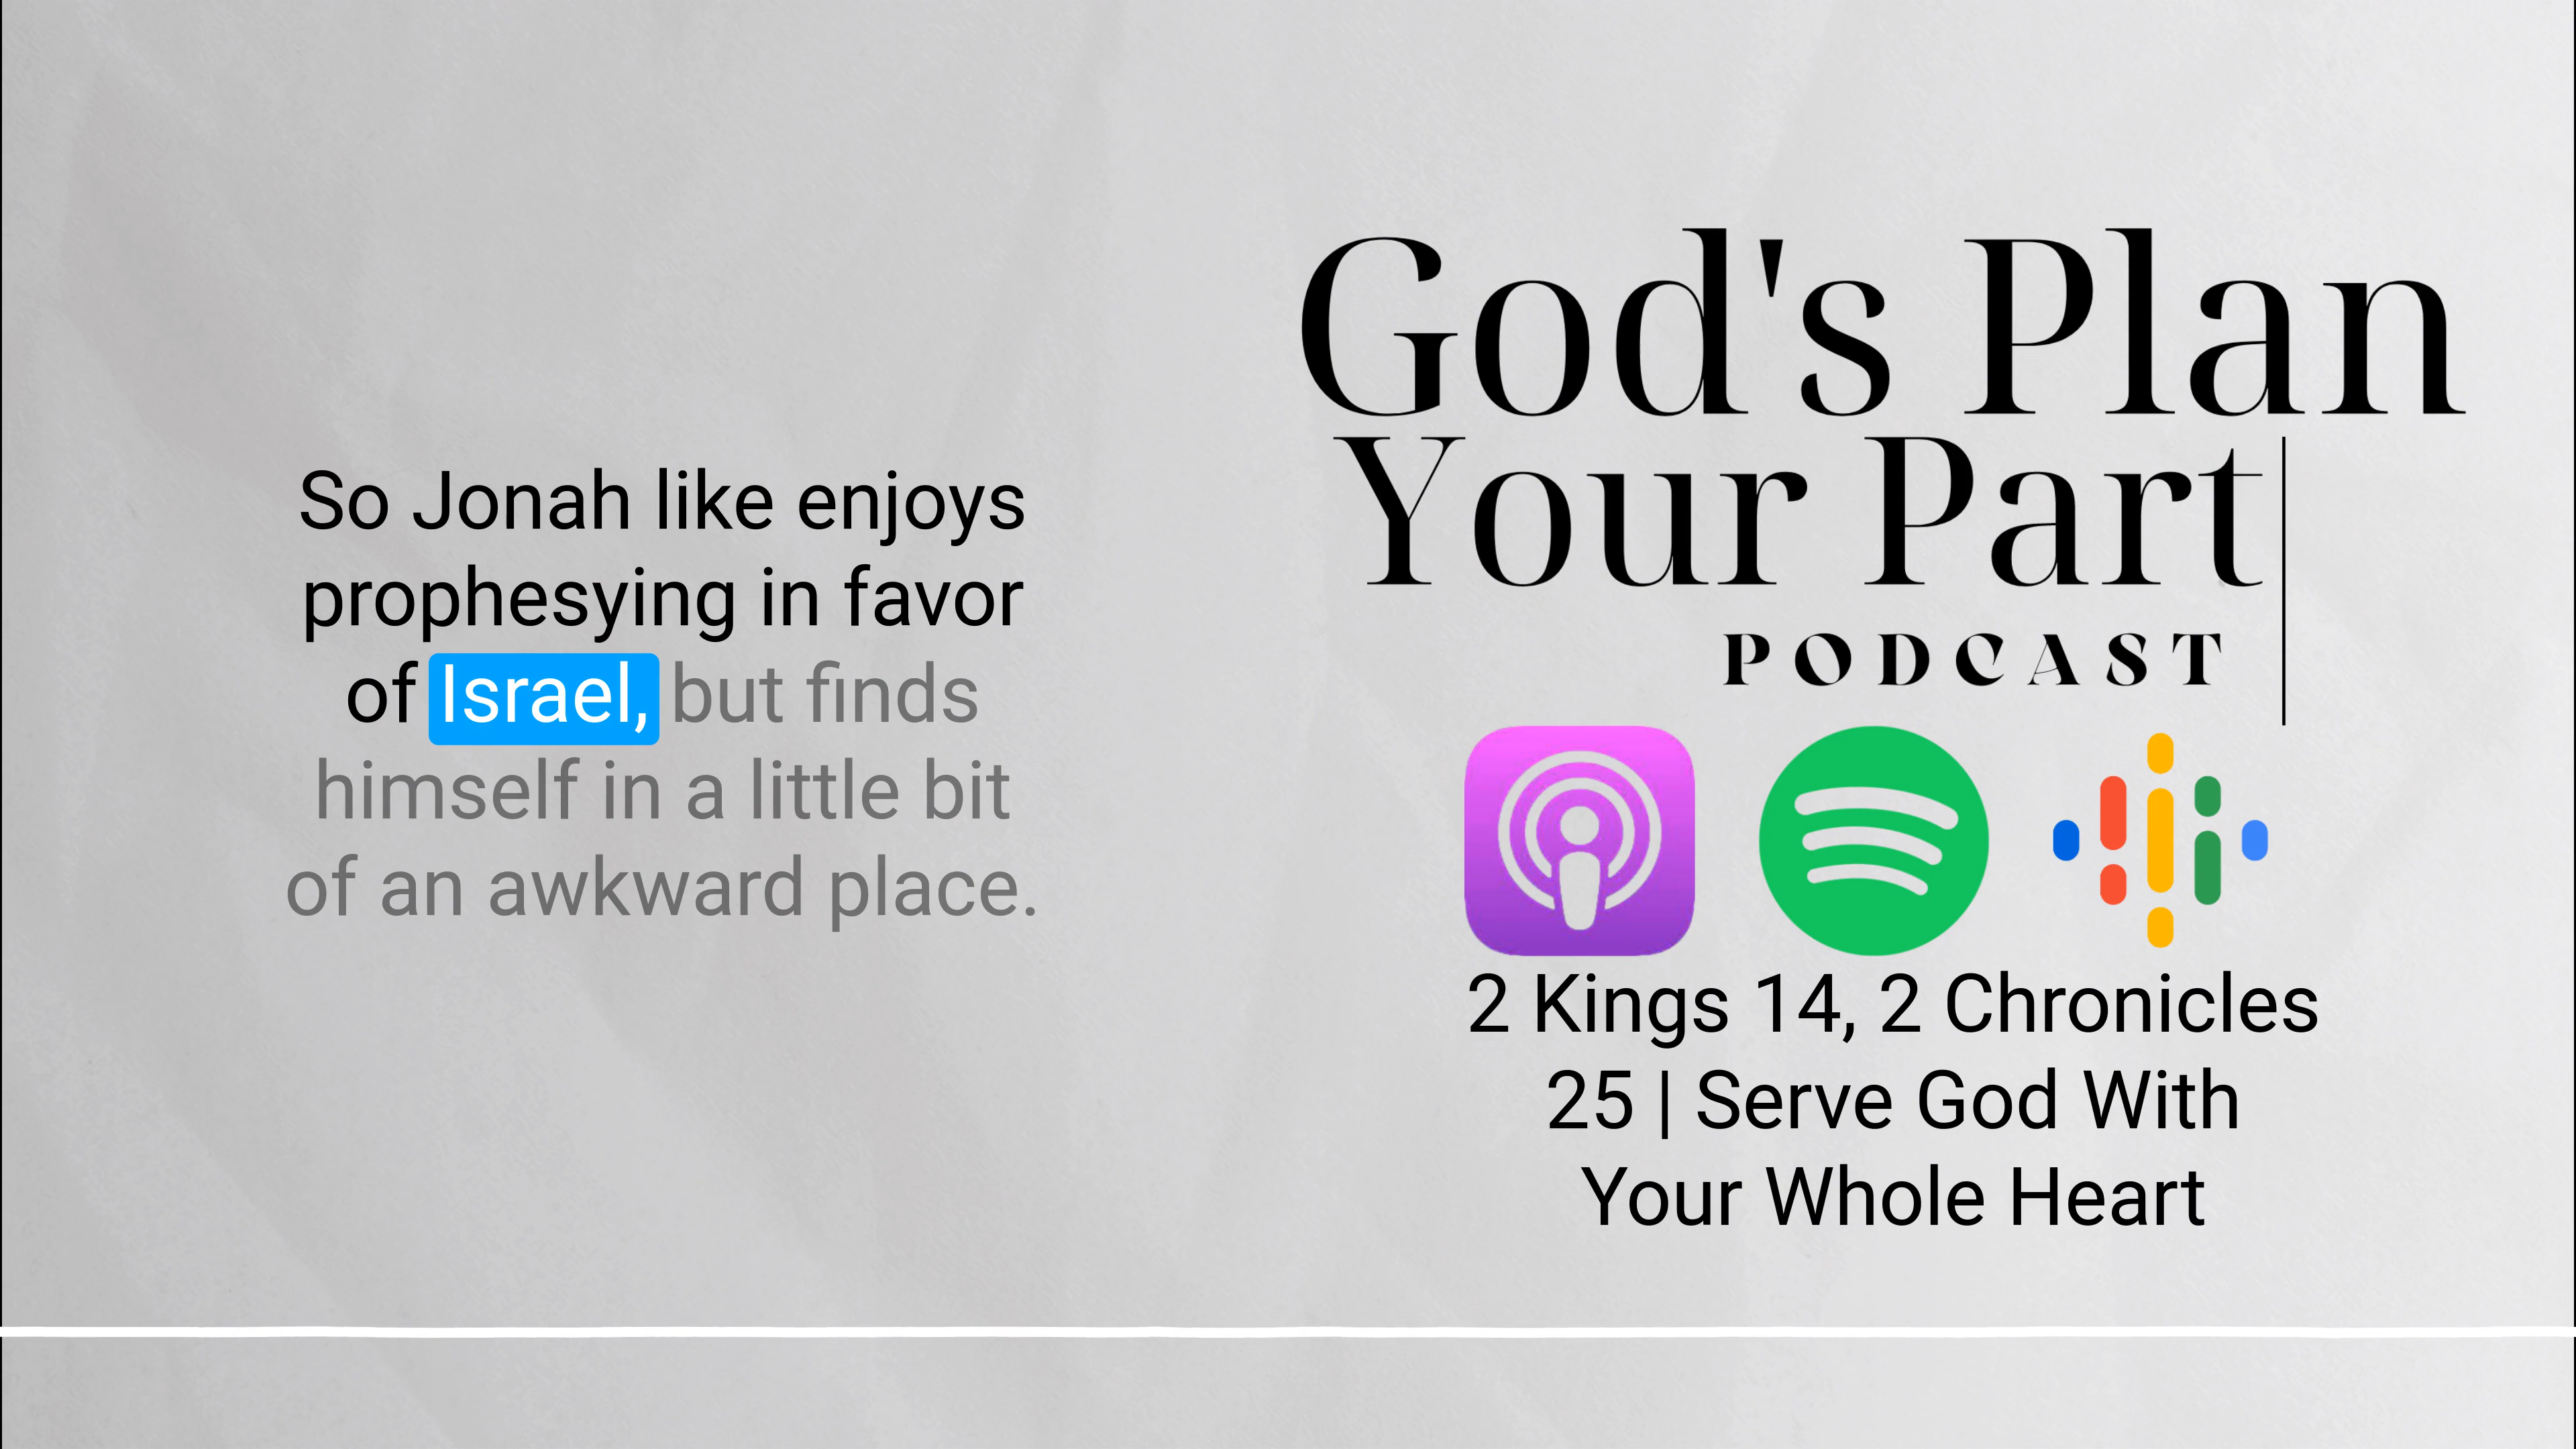 So Jonah like enjoys
prophesying in favor
of Israel, but finds
himself in a little bit
of an awkward place.
God's Plan
Your Part
PODCAST
2 Kings 14, 2 Chronicles
25 | Serve God With
Your Whole Heart